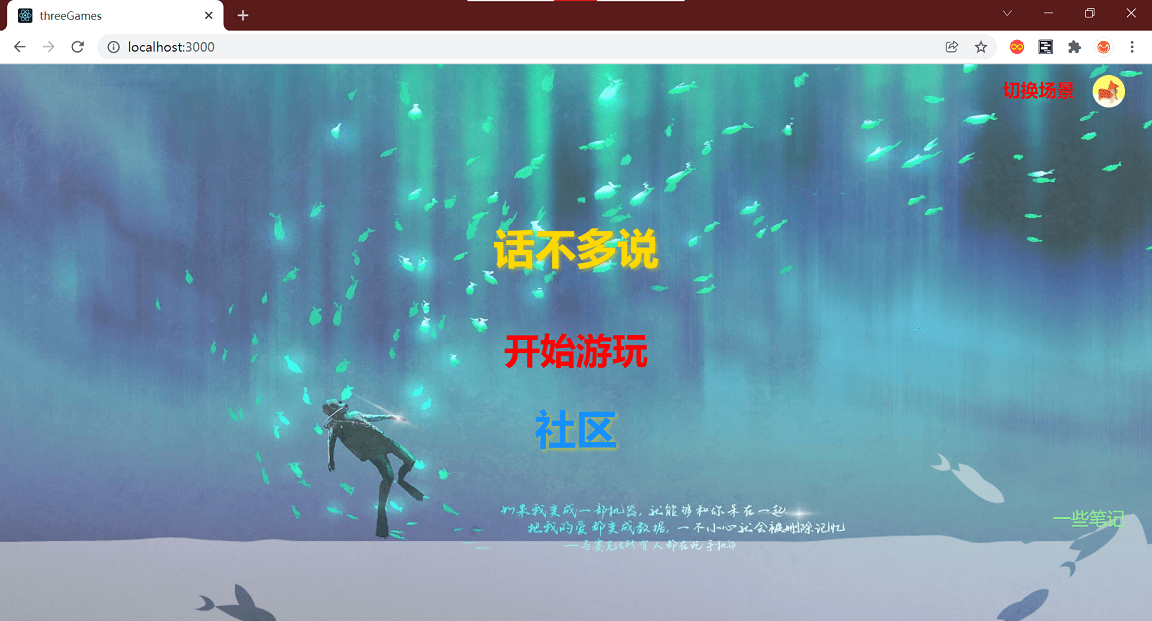 threeGames
localhost:3000
切换场景
话不多说
开始游玩
社区
如果我变成一部机器，就能够和你呆在一起
把我的爱都变成数据，一不小心就会被删除记忆
一些笔记